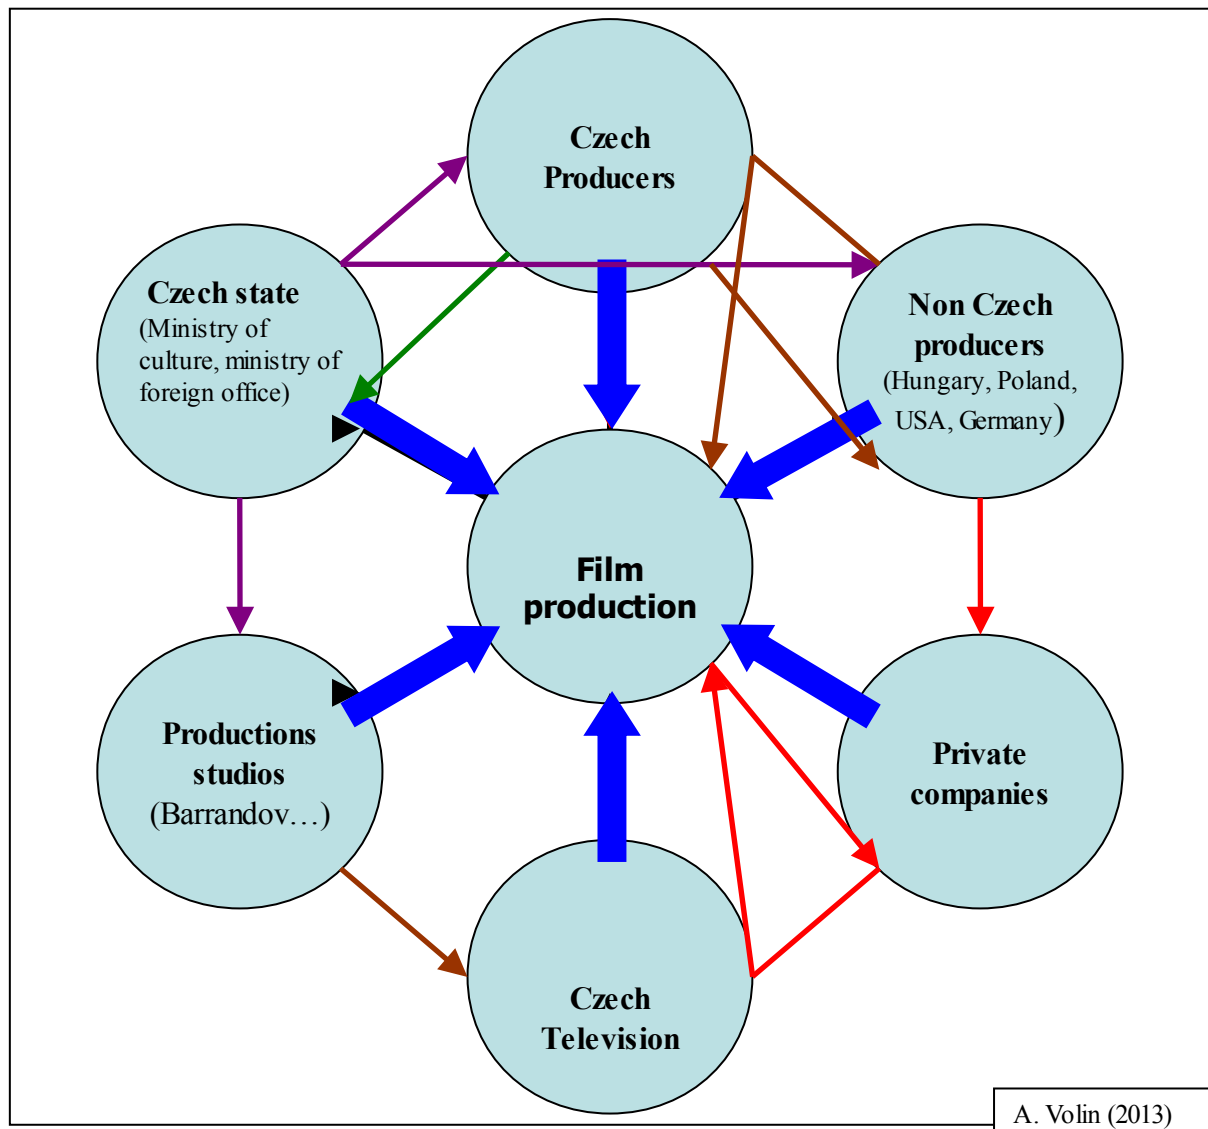 Czech
Producers
Czech state
(Ministry of
culture, ministry of
foreign office)
Non Czech
producers
(Hungary, Poland,
USA, Germany)
Film
production
Productions
studios
(Barrandov…)
Private
companies
Czech
Television
A. Volin (2013)